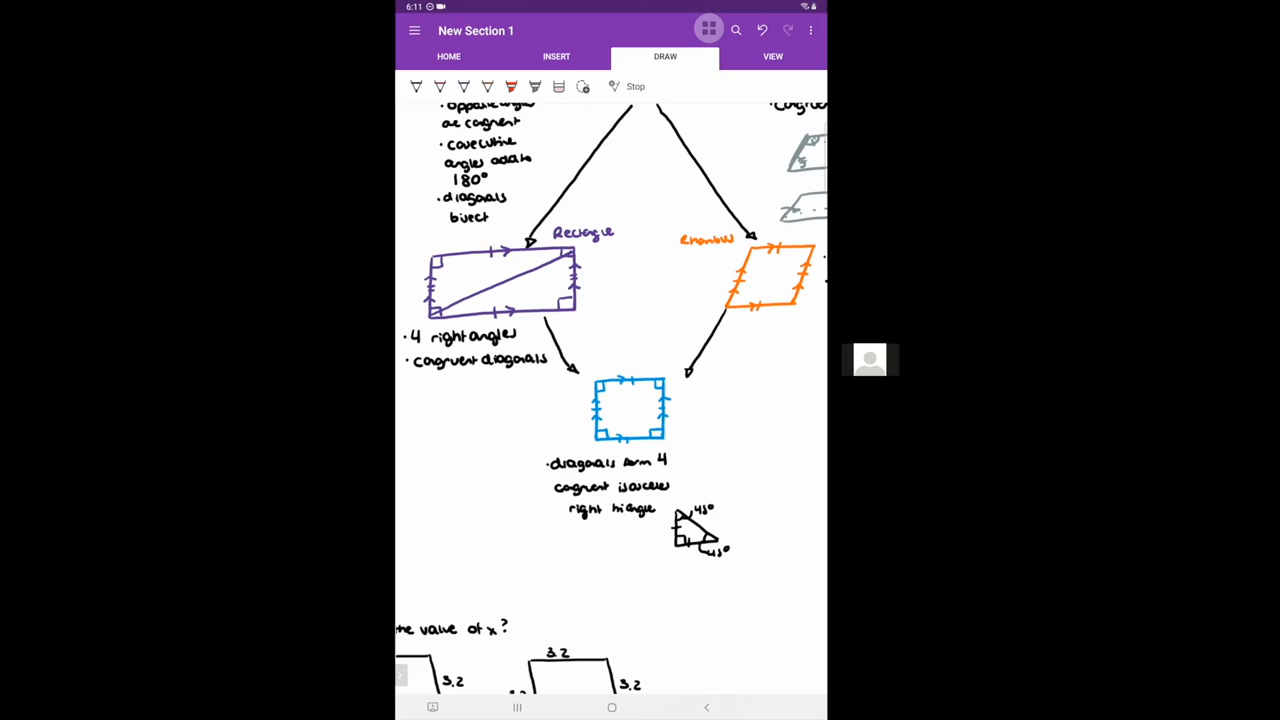 6:11
New Section 1
HOME INSERT DRAW VIEW
Stop
· opposite angles
are congruent
· consecutive
angles add to
180°
· diagonals
bisect
Rectangle
Rhombus
· 4 right angles
· congruent diagonals
· diagonals form 4
congruent isosceles
right triangle
45°
45°
the value of x?
3.2
3.2
3.2